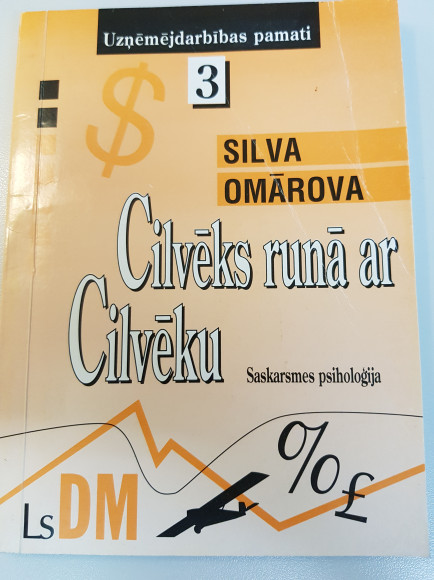 Uzņēmējdarbības pamati
$
3
SILVA
OMĀROVA
Cilvēks runā ar
Cilvēku
Saskarsmes psiholoģija
%
£
Ls DM